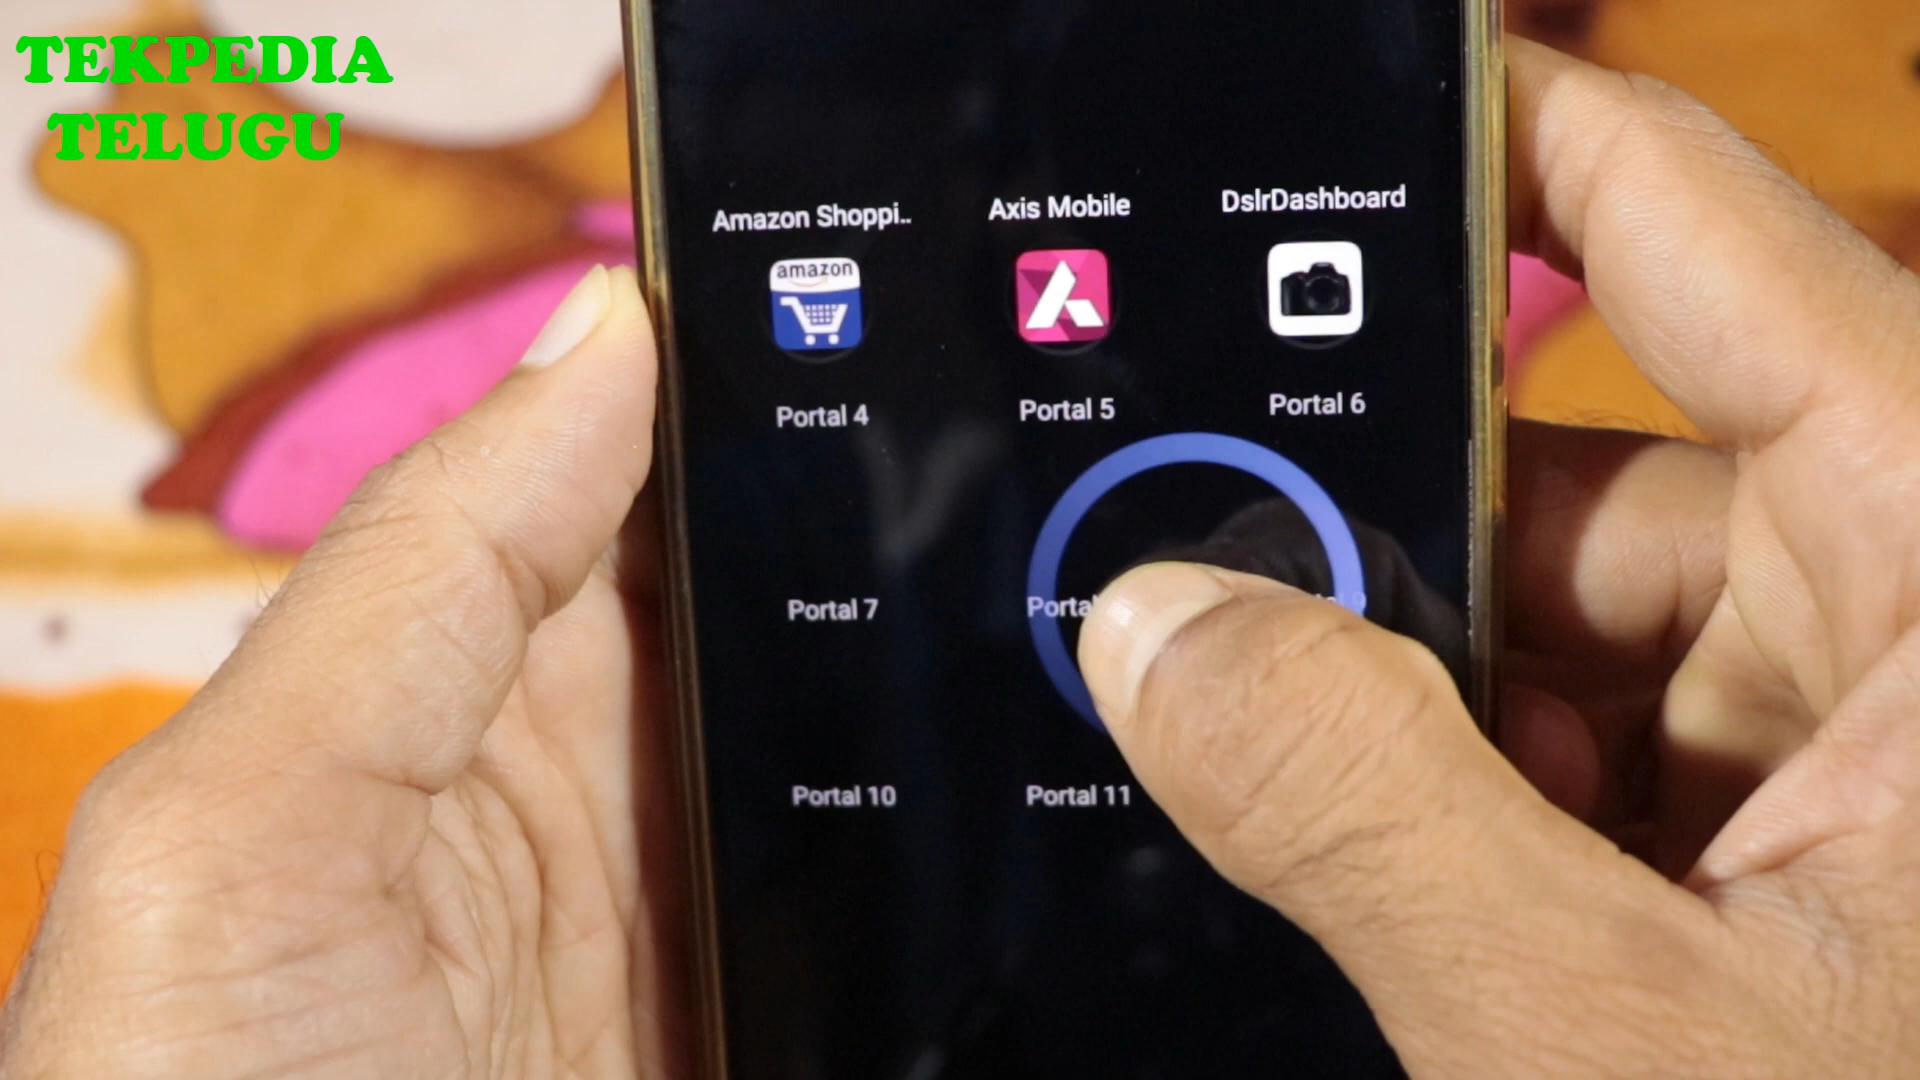 TEKPEDIA
TELUGU
Amazon Shoppi..
Axis Mobile
DslrDashboard
amazon
Portal 4
Portal 5
Portal 6
Portal 7
Portal 10
Portal 11